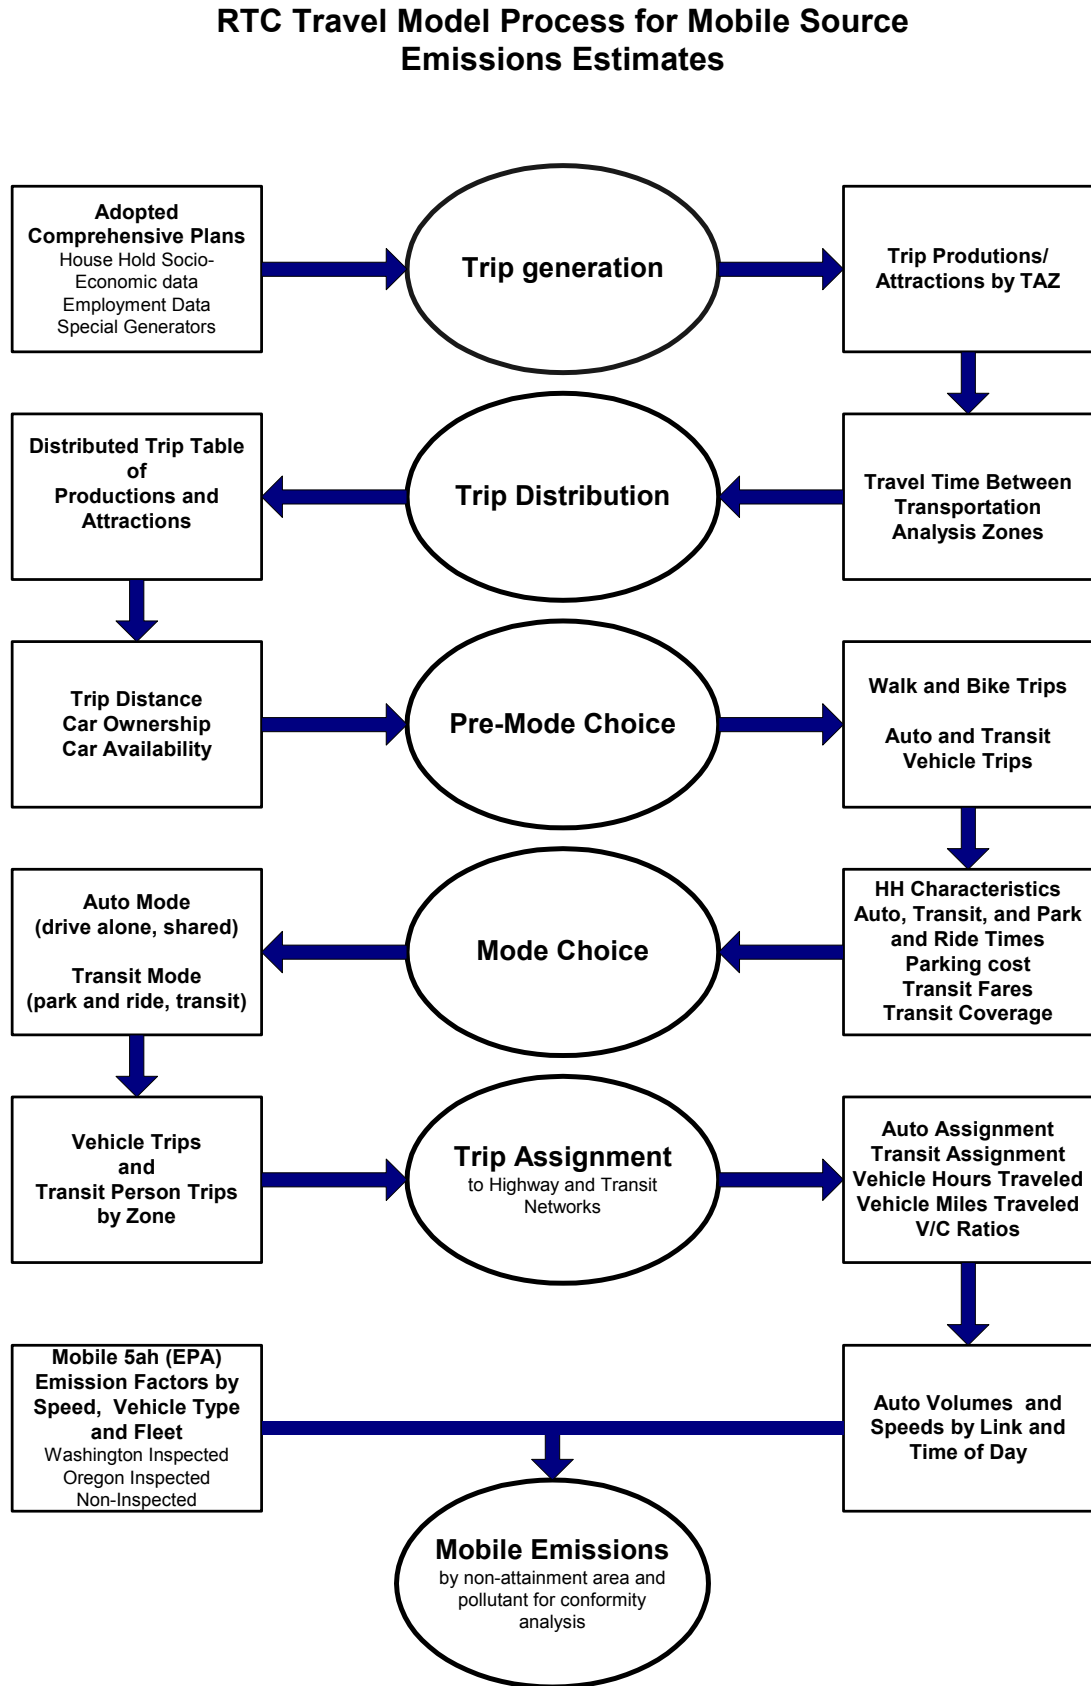 RTC Travel Model Process for Mobile Source
Emissions Estimates
Adopted
Comprehensive Plans
House Hold Socio-
Economic data
Employment Data
Special Generators
Trip generation
Trip Produtions/
Attractions by TAZ
Distributed Trip Table
of
Productions and
Attractions
Trip Distribution
Travel Time Between
Transportation
Analysis Zones
Trip Distance
Car Ownership
Car Availability
Pre-Mode Choice
Walk and Bike Trips
Auto and Transit
Vehicle Trips
Auto Mode
(drive alone, shared)
Transit Mode
(park and ride, transit)
Mode Choice
HH Characteristics
Auto, Transit, and Park
and Ride Times
Parking cost
Transit Fares
Transit Coverage
Vehicle Trips
and
Transit Person Trips
by Zone
Trip Assignment
to Highway and Transit
Networks
Auto Assignment
Transit Assignment
Vehicle Hours Traveled
Vehicle Miles Traveled
V/C Ratios
Mobile 5ah (EPA)
Emission Factors by
Speed, Vehicle Type
and Fleet
Washington Inspected
Oregon Inspected
Non-Inspected
Auto Volumes and
Speeds by Link and
Time of Day
Mobile Emissions
by non-attainment area and
pollutant for conformity
analysis